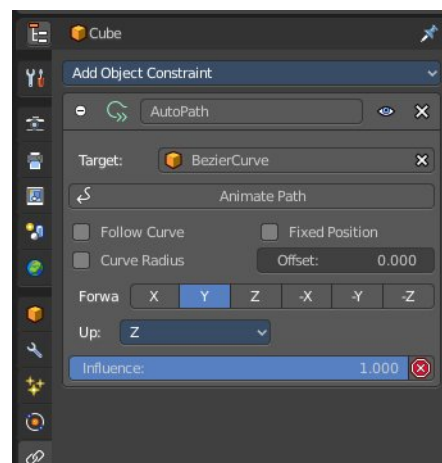 Cube
Add Object Constraint
AutoPath
Target: BezierCurve
Animate Path
Follow Curve Fixed Position
Curve Radius Offset: 0.000
Forwa X Y Z -X -Y -Z
Up: Z
Influence: 1.000